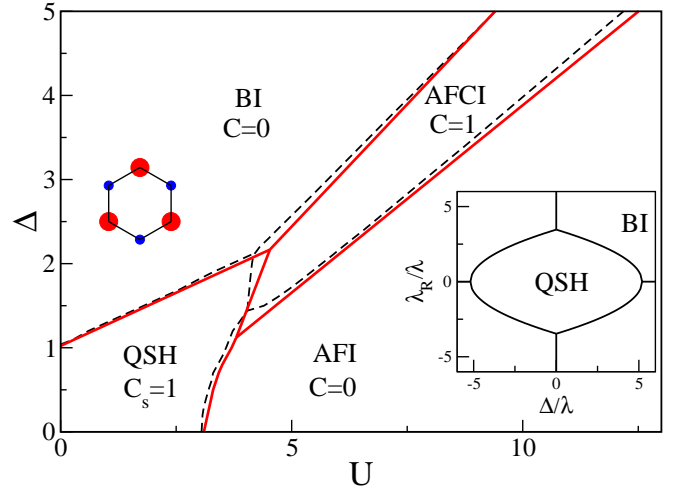 5
4
3
2
1
0
Δ
BI
C=0
AFCI
C=1
QSH
C_s=1
AFI
C=0
0
5
10
U
5
0
-5
λ_R/λ
BI
QSH
-5
0
5
Δ/λ